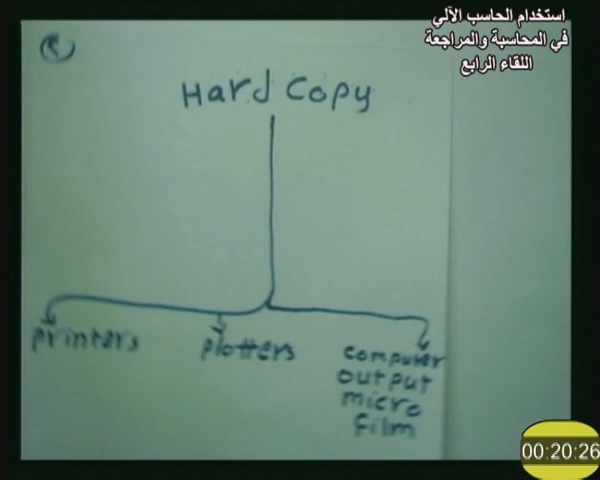 استخدام الحاسب الآلي
في المحاسبة والمراجعة
اللقاء الرابع
Hard Copy
printers
plotters
computer
output
micro
film
00:20:26